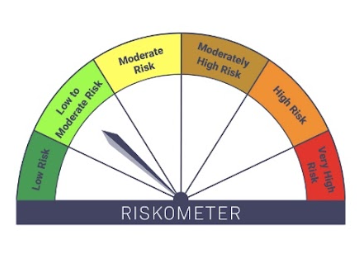 Low Risk
Low to
Moderate Risk
Moderate
Risk
Moderately
High Risk
High Risk
Very High
Risk
RISKOMETER